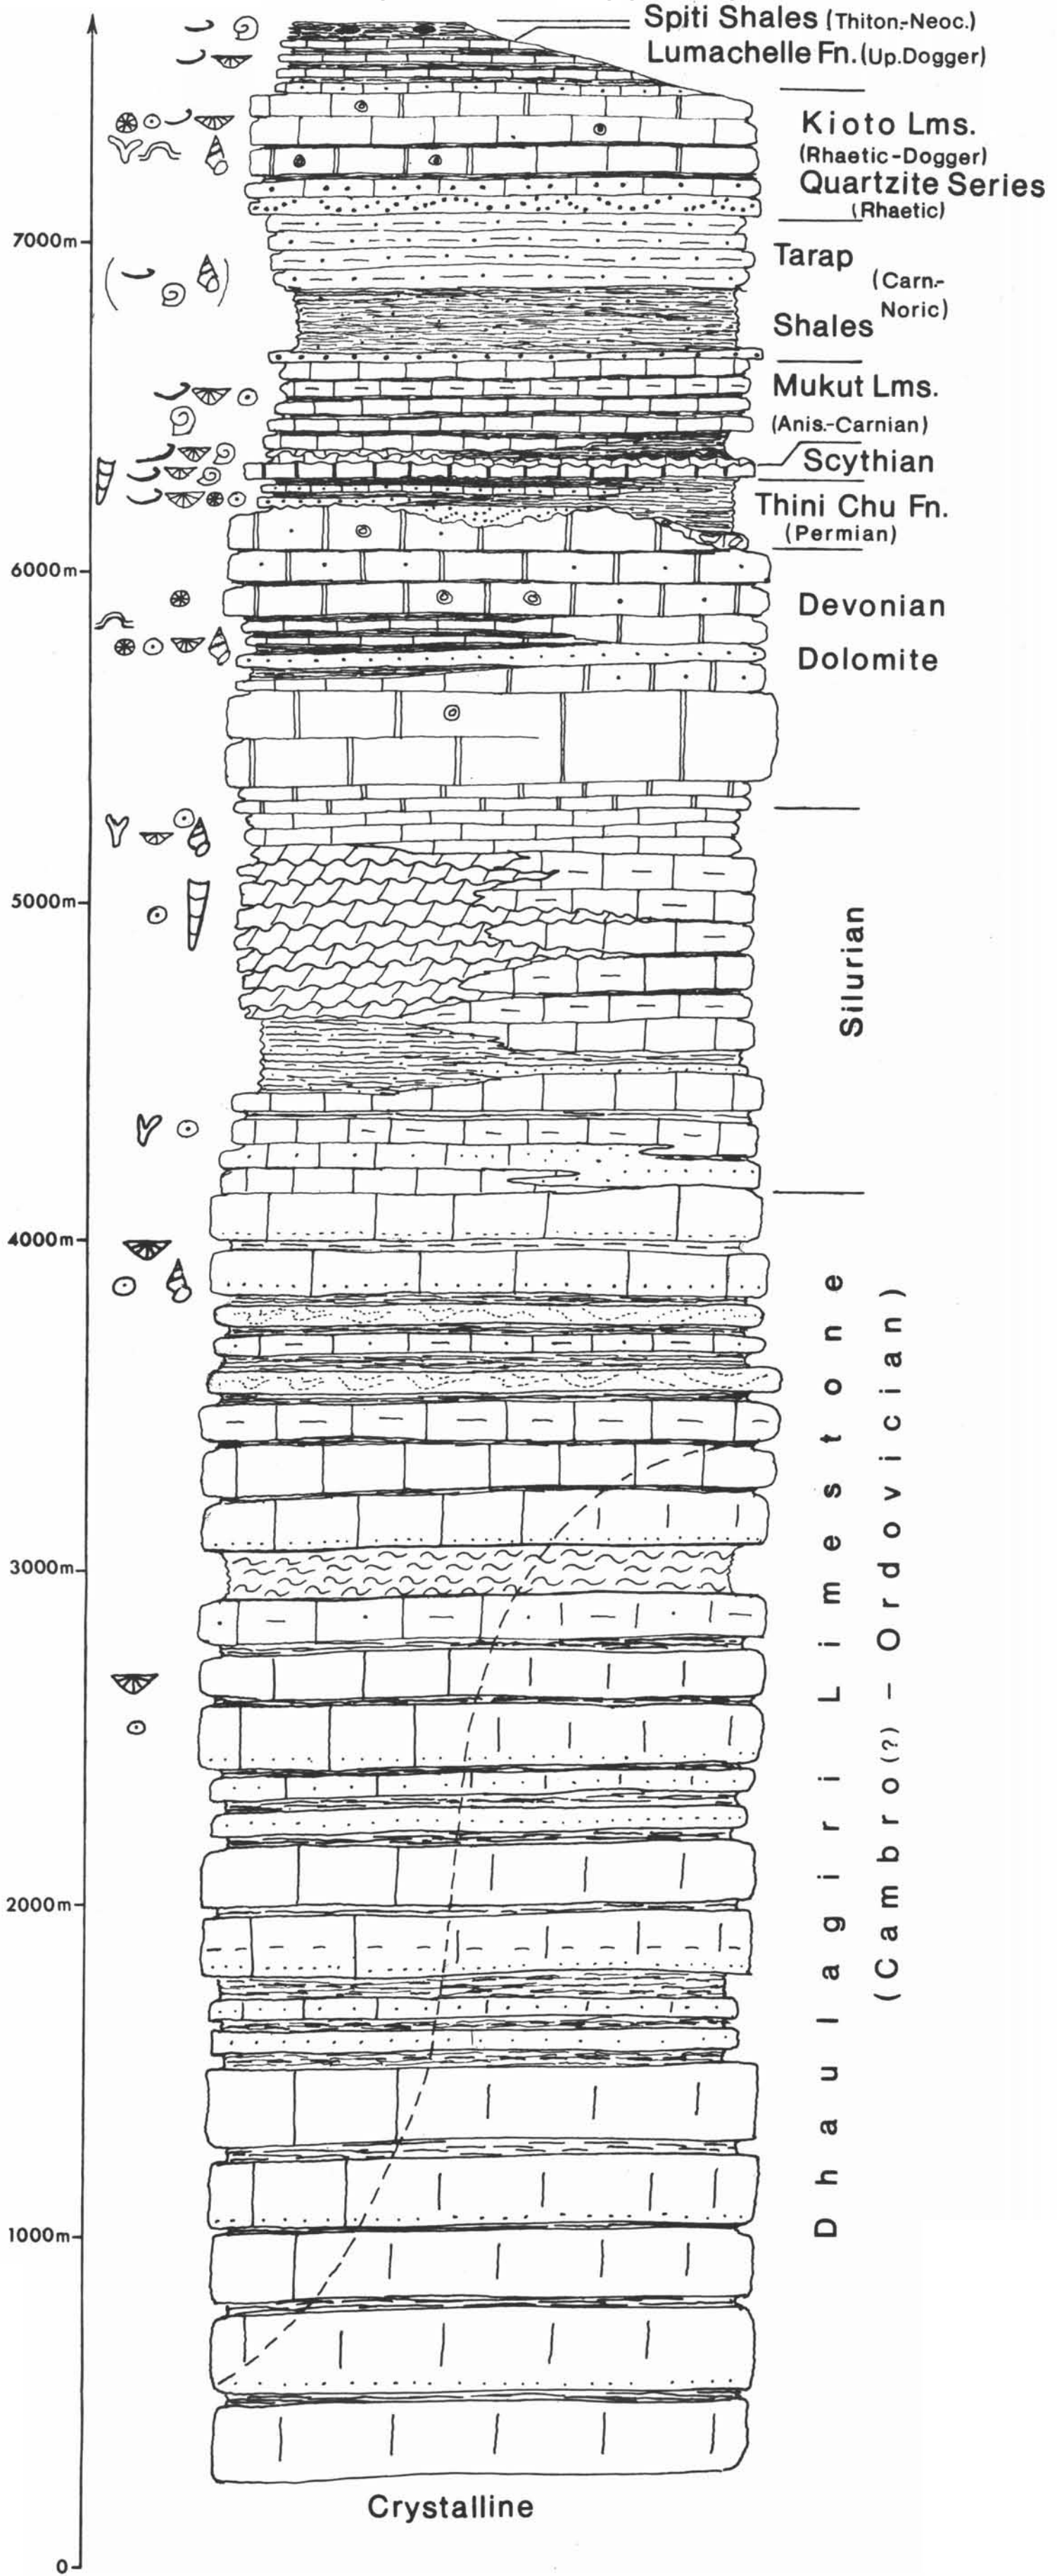 Spiti Shales (Thiton.-Neoc.)
Lumachelle Fn. (Up.Dogger)
Kioto Lms.
(Rhaetic-Dogger)
Quartzite Series
(Rhaetic)
7000m
Tarap
(Carn.-
Noric)
Shales
Mukut Lms.
(Anis.-Carnian)
Scythian
Thini Chu Fn.
(Permian)
6000m
Devonian
Dolomite
5000m
Silurian
4000m
Dhaulagiri Limestone
(Cambro(?) – Ordovician)
3000m
2000m
1000m
Crystalline
0